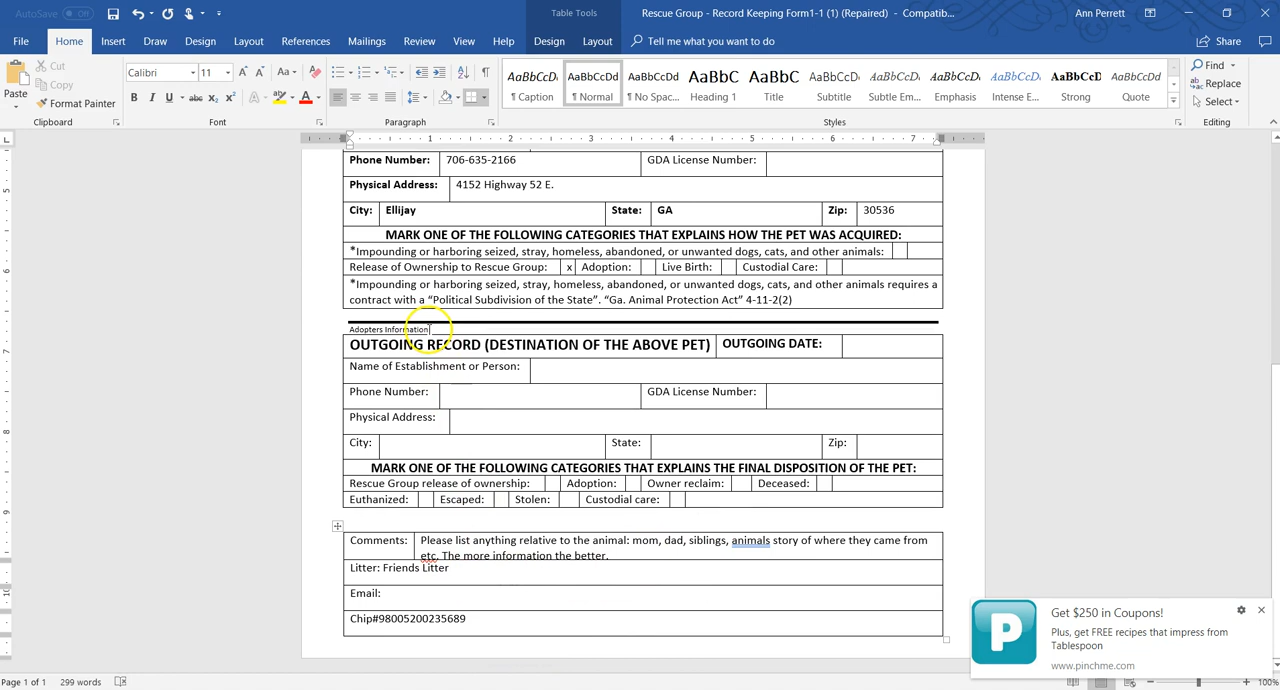 AutoSave Off
Table Tools
Rescue Group - Record Keeping Form1-1 (1) (Repaired) - Compatib...
Ann Perrett
File Home Insert Draw Design Layout References Mailings Review View Help Design Layout Tell me what you want to do Share
Paste
Cut
Copy
Format Painter
Calibri 11
AaBbCcDc AaBbCcDd AaBbCcDd AaBbC AaBbC AaBbCcD AaBbCcDd AaBbCcDd AaBbCcDd AaBbCcD AaBbCcDd
¶ Caption ¶ Normal ¶ No Spac... Heading 1 Title Subtitle Subtle Em... Emphasis Intense E... Strong Quote
Find
Replace
Select
Clipboard Font Paragraph Styles Editing
1 2 3 4 5 6 7
Phone Number: 706-635-2166 GDA License Number:
Physical Address: 4152 Highway 52 E.
City: Ellijay State: GA Zip: 30536
MARK ONE OF THE FOLLOWING CATEGORIES THAT EXPLAINS HOW THE PET WAS ACQUIRED:
*Impounding or harboring seized, stray, homeless, abandoned, or unwanted dogs, cats, and other animals:
Release of Ownership to Rescue Group: x Adoption: Live Birth: Custodial Care:
*Impounding or harboring seized, stray, homeless, abandoned, or unwanted dogs, cats, and other animals requires a
contract with a “Political Subdivision of the State”. “Ga. Animal Protection Act” 4-11-2(2)
Adopters Information
OUTGOING RECORD (DESTINATION OF THE ABOVE PET) OUTGOING DATE:
Name of Establishment or Person:
Phone Number: GDA License Number:
Physical Address:
City: State: Zip:
MARK ONE OF THE FOLLOWING CATEGORIES THAT EXPLAINS THE FINAL DISPOSITION OF THE PET:
Rescue Group release of ownership: Adoption: Owner reclaim: Deceased:
Euthanized: Escaped: Stolen: Custodial care:
Comments: Please list anything relative to the animal: mom, dad, siblings, animals story of where they came from
etc. The more information the better.
Litter: Friends Litter
Email:
Chip#98005200235689
Get $250 in Coupons!
Plus, get FREE recipes that impress from
Tablespoon
www.pinchme.com
Page 1 of 1 299 words 100%